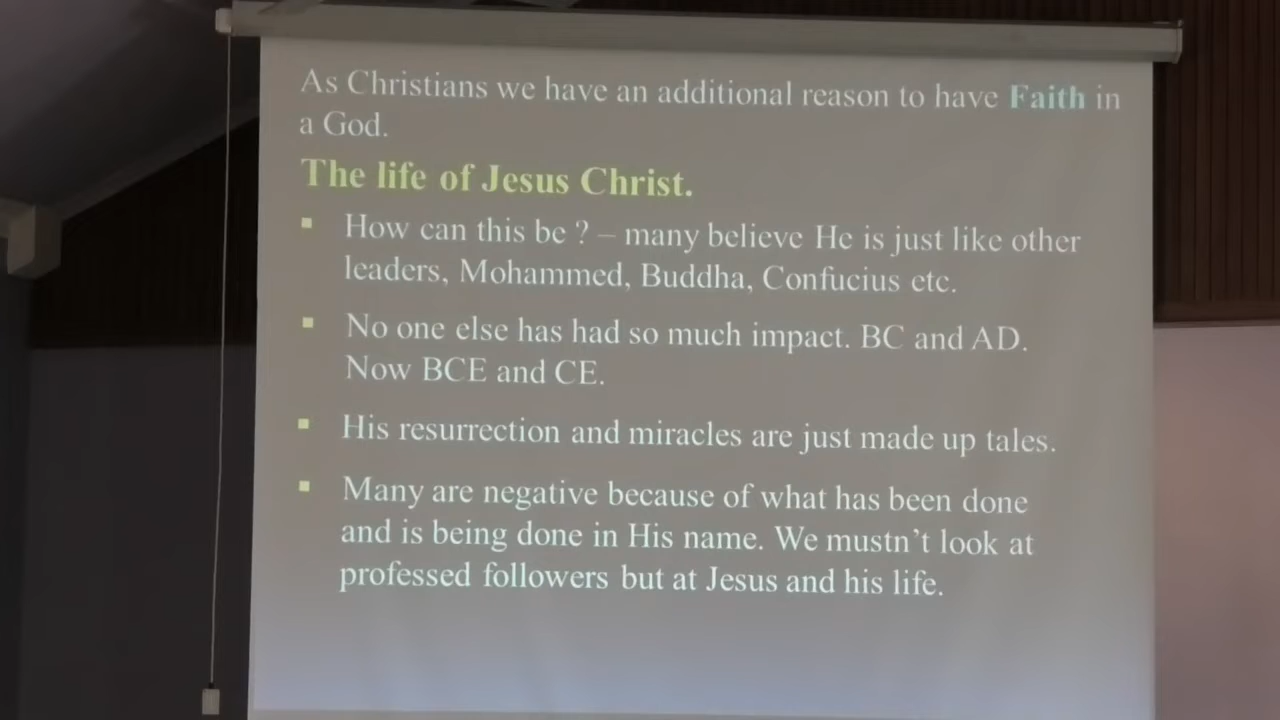 As Christians we have an additional reason to have Faith in
a God.
The life of Jesus Christ.
▪ How can this be ? – many believe He is just like other
leaders, Mohammed, Buddha, Confucius etc.
▪ No one else has had so much impact. BC and AD.
Now BCE and CE.
▪ His resurrection and miracles are just made up tales.
▪ Many are negative because of what has been done
and is being done in His name. We mustn't look at
professed followers but at Jesus and his life.